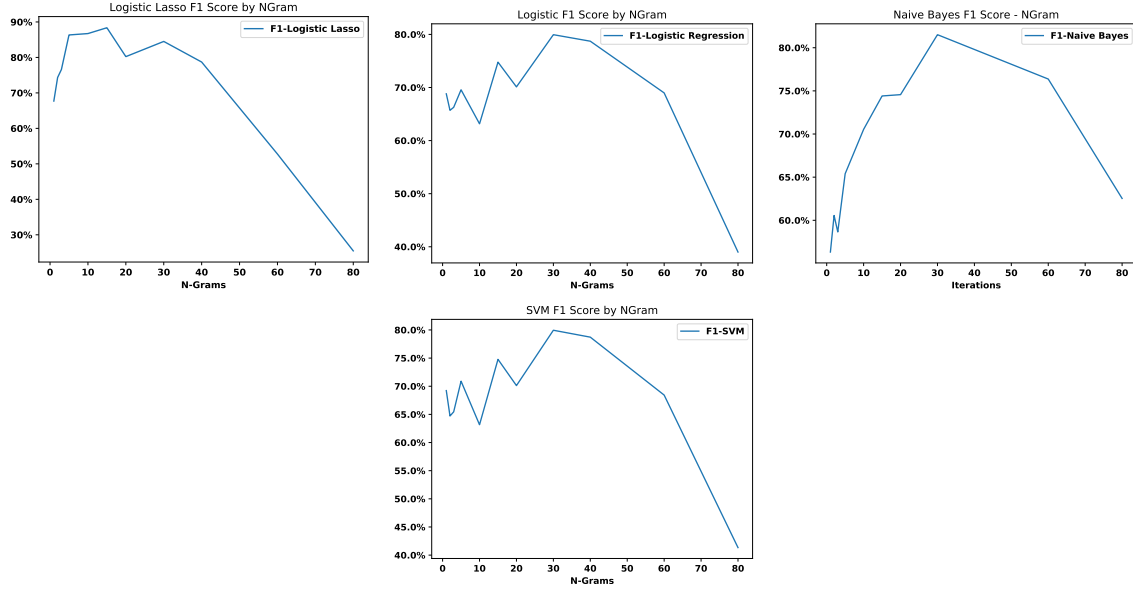 Logistic Lasso F1 Score by NGram
F1-Logistic Lasso
90%
80%
70%
60%
50%
40%
30%
0 10 20 30 40 50 60 70 80
N-Grams
Logistic F1 Score by NGram
F1-Logistic Regression
80.0%
70.0%
60.0%
50.0%
40.0%
0 10 20 30 40 50 60 70 80
N-Grams
Naive Bayes F1 Score - NGram
F1-Naive Bayes
80.0%
75.0%
70.0%
65.0%
60.0%
0 10 20 30 40 50 60 70 80
Iterations
SVM F1 Score by NGram
F1-SVM
80.0%
75.0%
70.0%
65.0%
60.0%
55.0%
50.0%
45.0%
40.0%
0 10 20 30 40 50 60 70 80
N-Grams